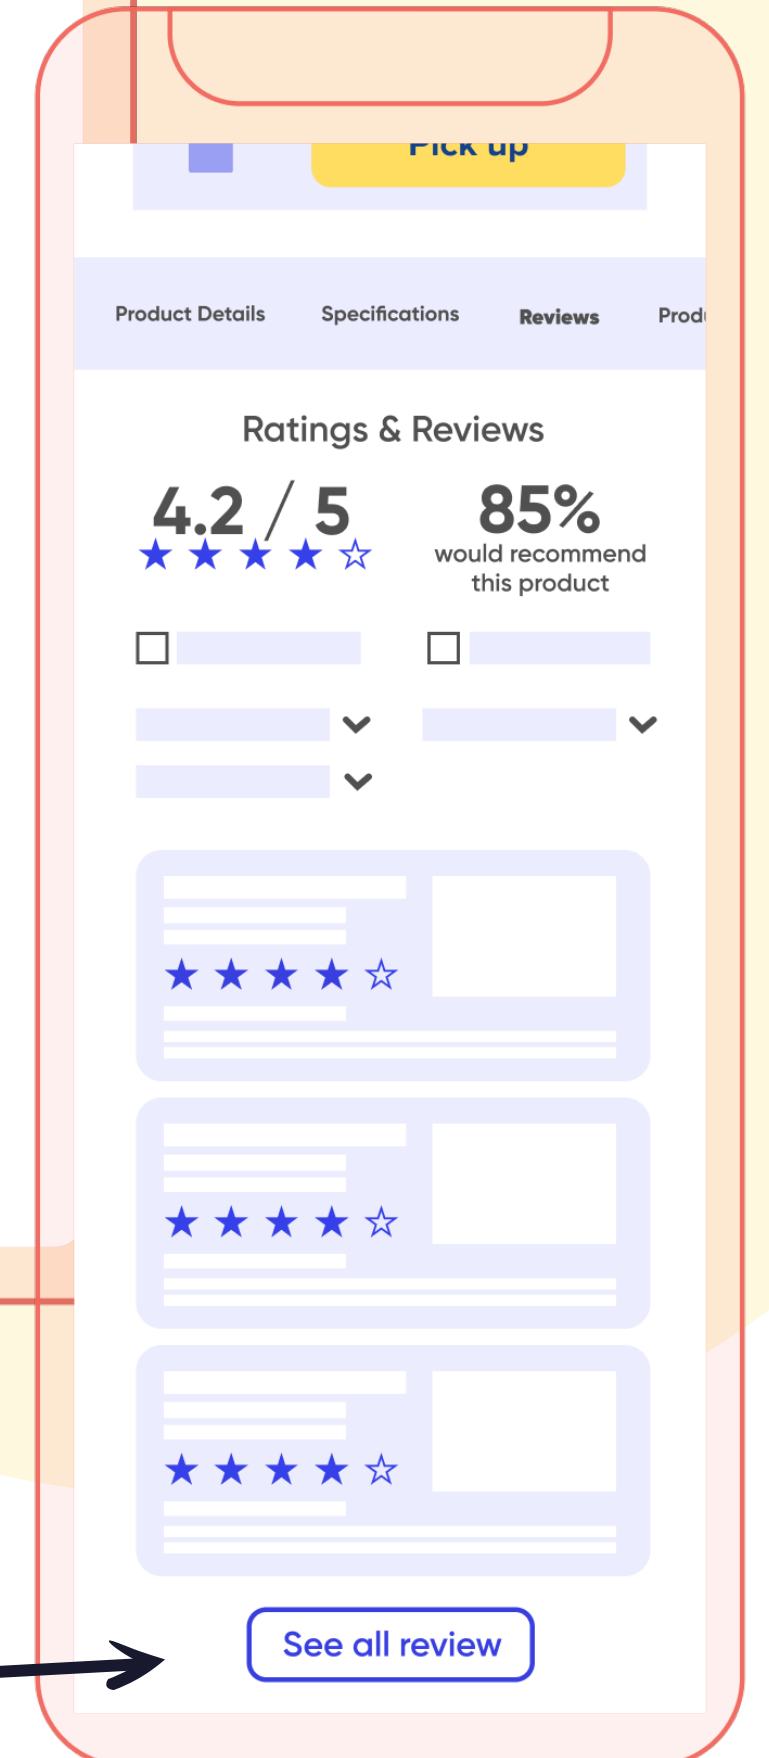 Pick up
Product Details Specifications Reviews Produ
Ratings & Reviews
4.2 / 5 85%
would recommend
this product
See all review